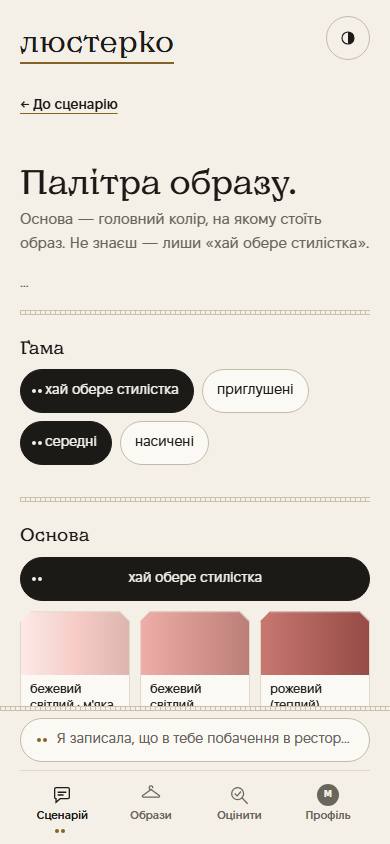 люстерко
← До сценарію
Палітра образу.
Основа — головний колір, на якому стоїть
образ. Не знаєш — лиши «хай обере стилістка».
...
Гама
хай обере стилістка
приглушені
середні
насичені
Основа
хай обере стилістка
бежевий
світлий · м'яка
бежевий
світлий
рожевий
(теплий)
Я записала, що в тебе побачення в рестор...
М
Сценарій
Образи
Оцінити
Профіль